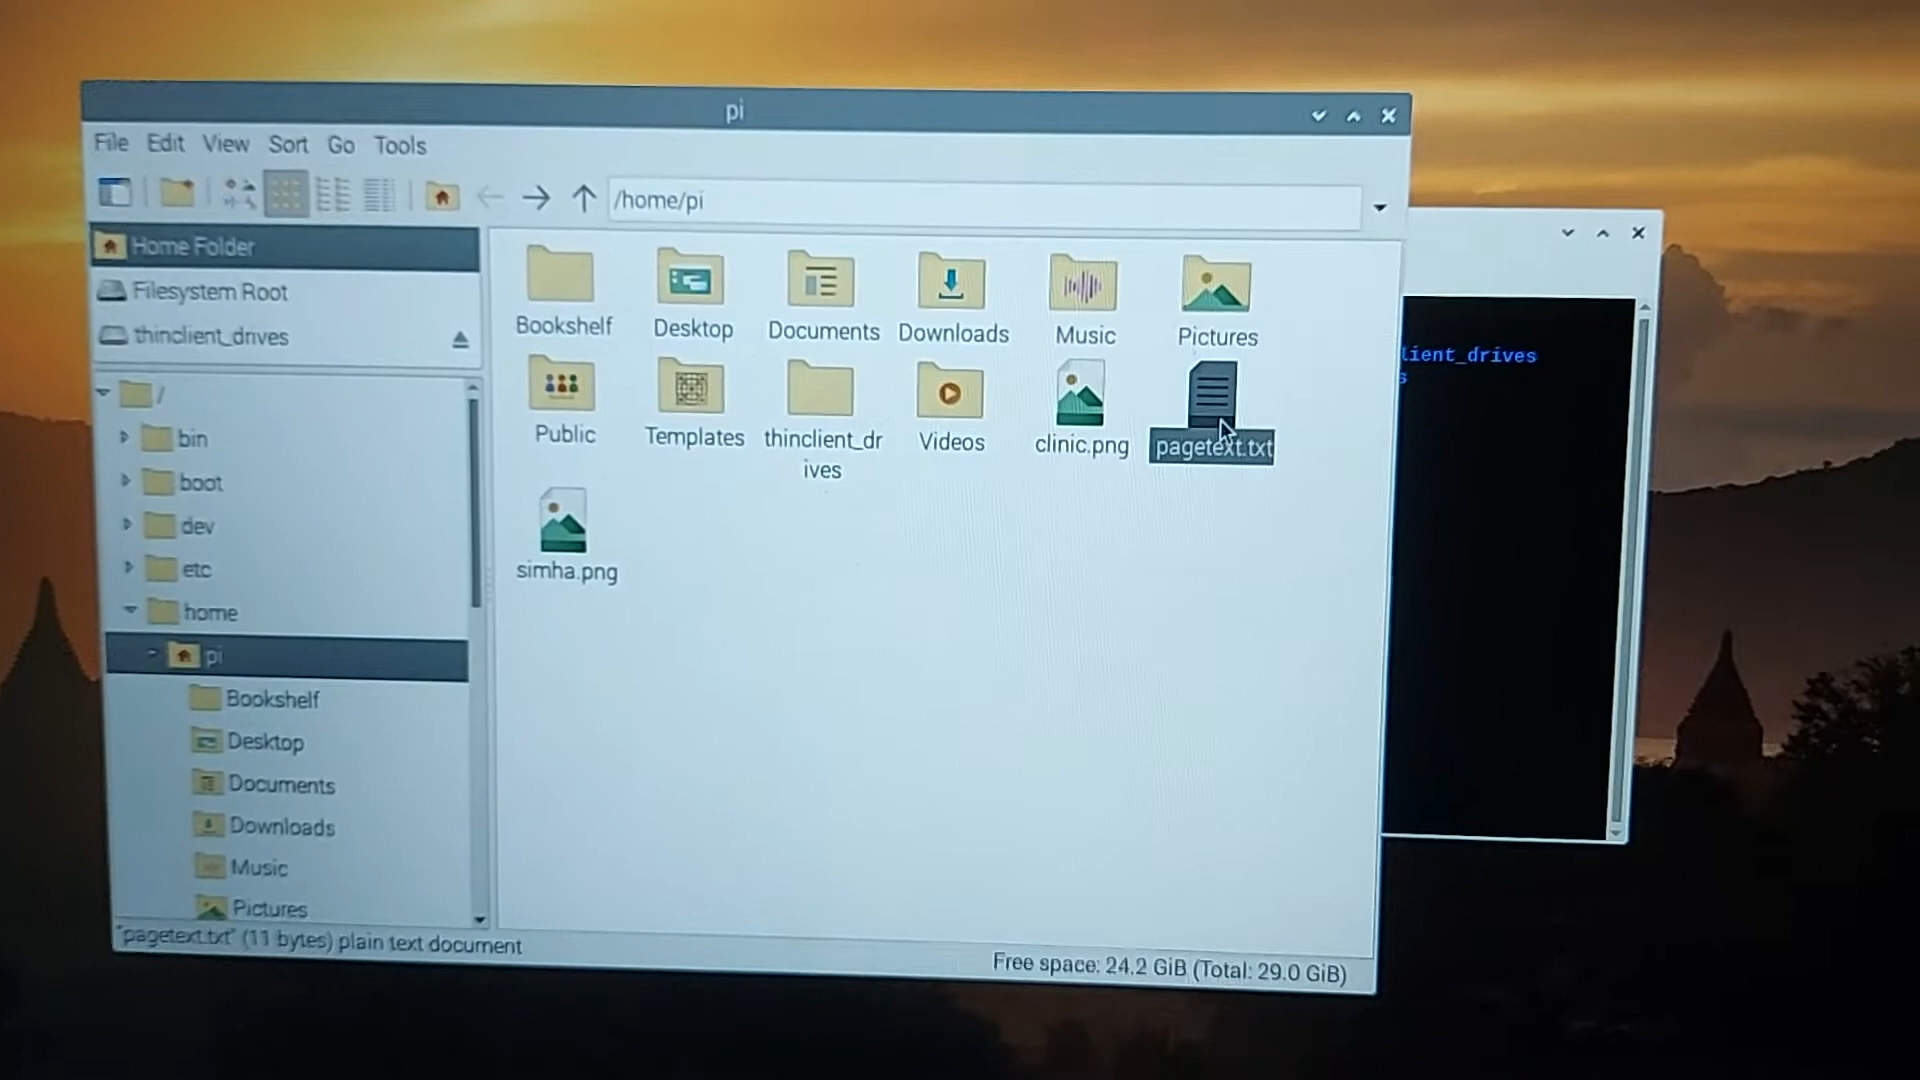 pi
File Edit View Sort Go Tools
/home/pi
Home Folder
Filesystem Root
thinclient_drives
/
bin
boot
dev
etc
home
pi
Bookshelf
Desktop
Documents
Downloads
Music
Pictures
Bookshelf Desktop Documents Downloads Music Pictures
Public Templates thinclient_dr
ives Videos clinic.png pagetext.txt
simha.png
"pagetext.txt" (11 bytes) plain text document
Free space: 24.2 GiB (Total: 29.0 GiB)
lient_drives
s